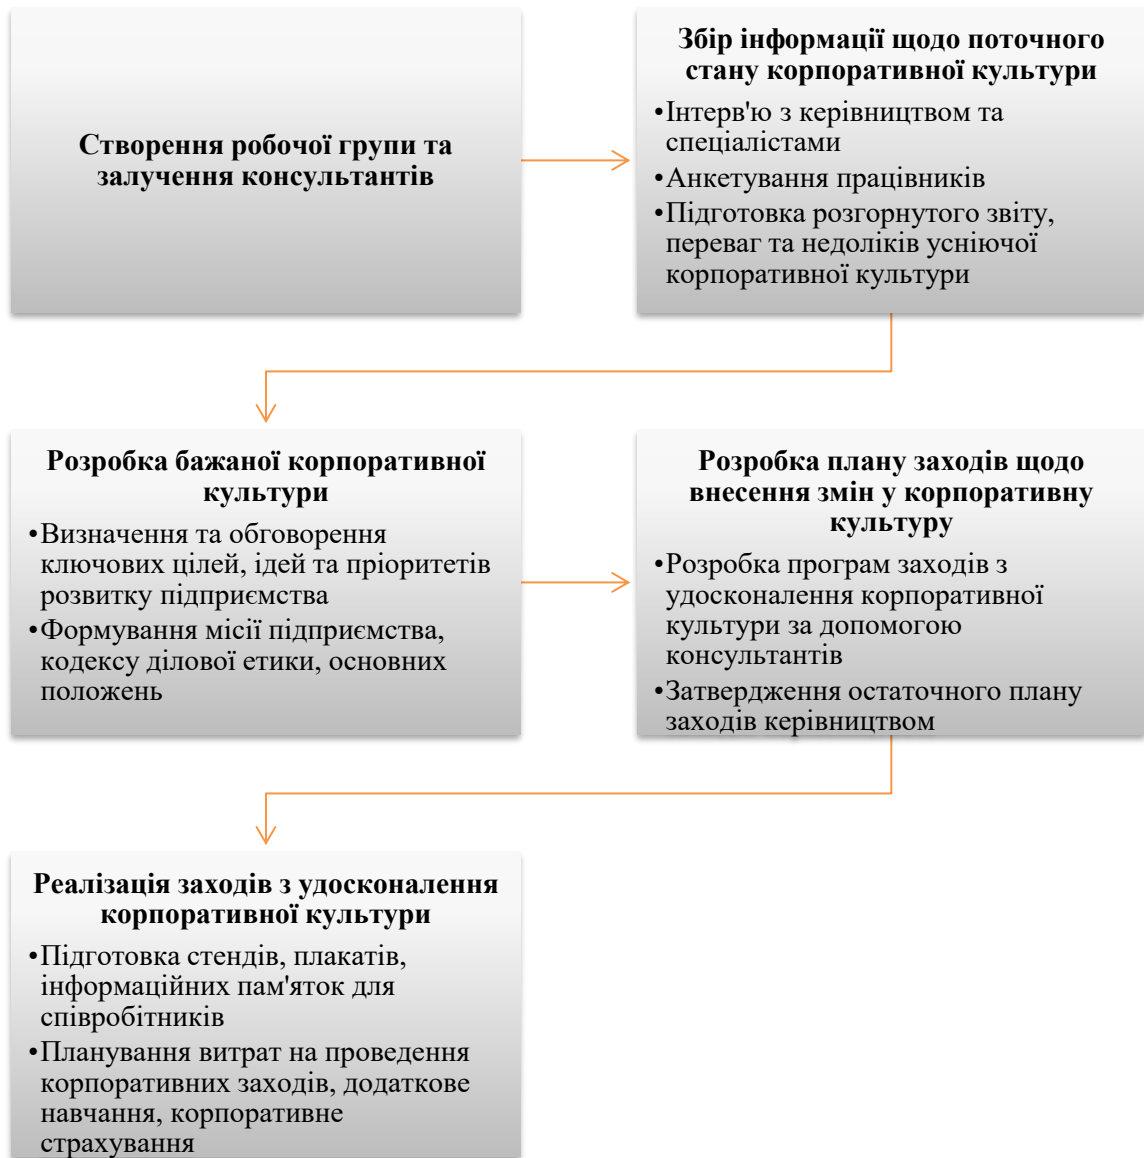 Створення робочої групи та
залучення консультантів
Збір інформації щодо поточного
стану корпоративної культури
•Інтерв'ю з керівництвом та
спеціалістами
•Анкетування працівників
•Підготовка розгорнутого звіту,
переваг та недоліків усніючої
корпоративної культури
Розробка бажаної корпоративної
культури
•Визначення та обговорення
ключових цілей, ідей та пріоритетів
розвитку підприємства
•Формування місії підприємства,
кодексу ділової етики, основних
положень
Розробка плану заходів щодо
внесення змін у корпоративну
культуру
•Розробка програм заходів з
удосконалення корпоративної
культури за допомогою
консультантів
•Затвердження остаточного плану
заходів керівництвом
Реалізація заходів з удосконалення
корпоративної культури
•Підготовка стендів, плакатів,
інформаційних пам'яток для
співробітників
•Планування витрат на проведення
корпоративних заходів, додаткове
навчання, корпоративне
страхування